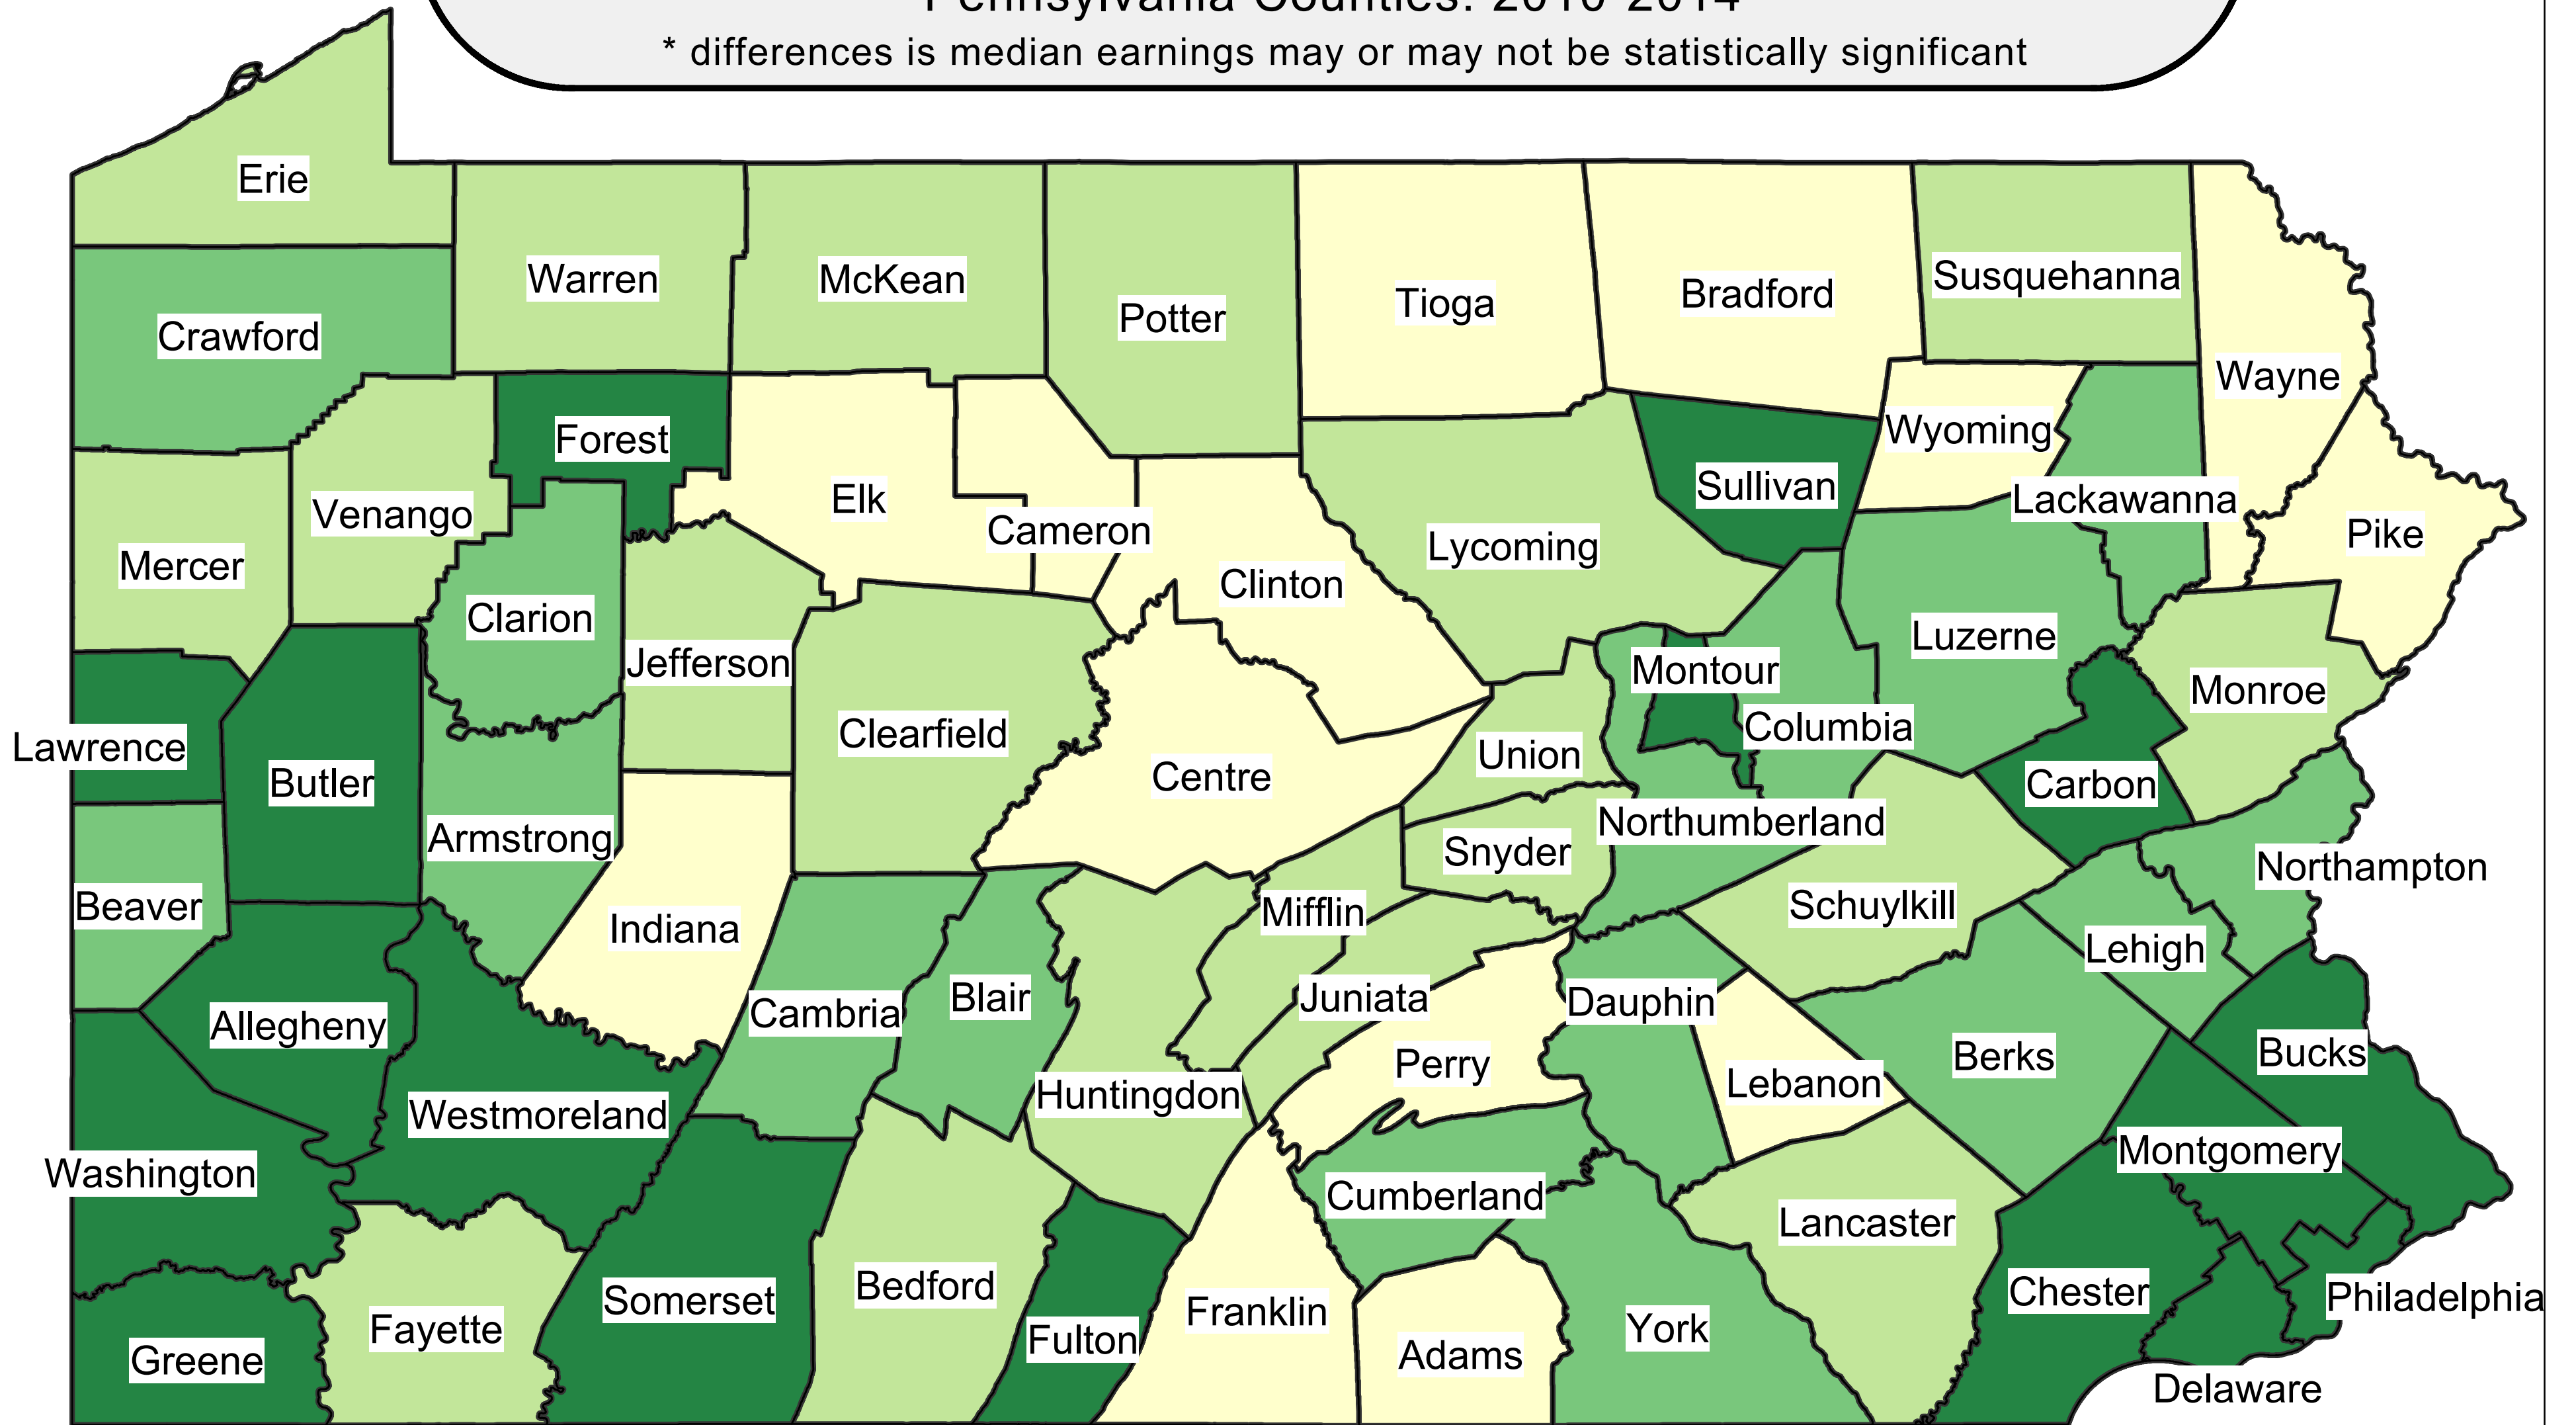 Pennsylvania Counties: 2010-2014
* differences is median earnings may or may not be statistically significant
Erie
Warren
McKean
Potter
Tioga
Bradford
Susquehanna
Wayne
Crawford
Forest
Elk
Cameron
Clinton
Lycoming
Sullivan
Wyoming
Lackawanna
Pike
Mercer
Venango
Clarion
Jefferson
Clearfield
Centre
Union
Montour
Columbia
Luzerne
Monroe
Lawrence
Butler
Armstrong
Indiana
Snyder
Northumberland
Schuylkill
Carbon
Northampton
Lehigh
Beaver
Allegheny
Westmoreland
Cambria
Blair
Huntingdon
Mifflin
Juniata
Perry
Dauphin
Lebanon
Berks
Bucks
Montgomery
Washington
Greene
Fayette
Somerset
Bedford
Fulton
Franklin
Cumberland
Adams
York
Lancaster
Chester
Philadelphia
Delaware